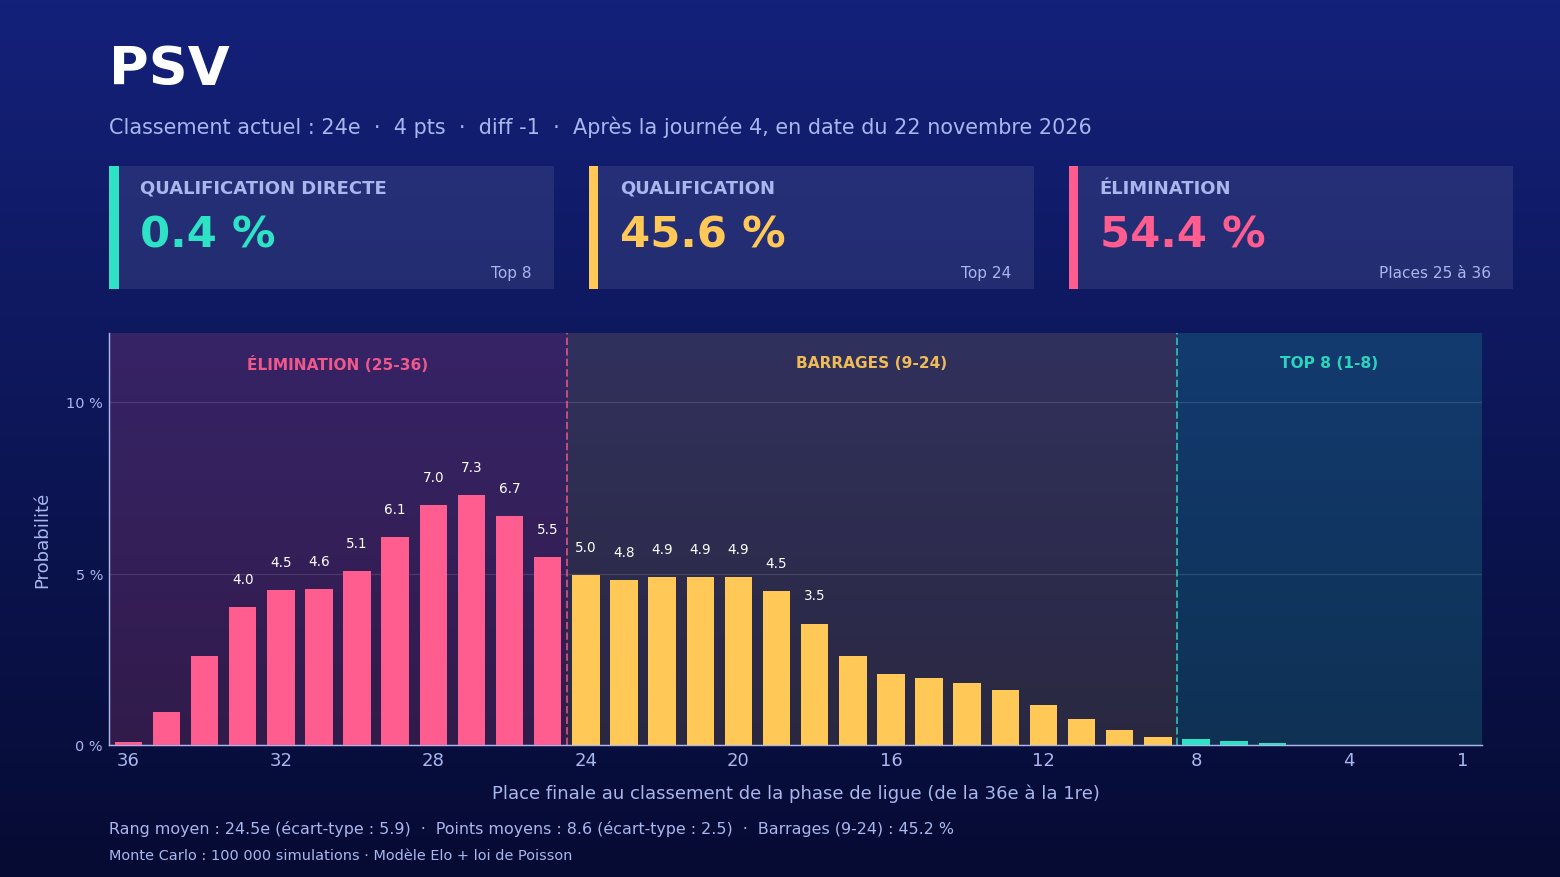 PSV
Classement actuel : 24e · 4 pts · diff -1 · Après la journée 4, en date du 22 novembre 2026
QUALIFICATION DIRECTE
0.4 %
Top 8
QUALIFICATION
45.6 %
Top 24
ÉLIMINATION
54.4 %
Places 25 à 36
ÉLIMINATION (25-36)
BARRAGES (9-24)
TOP 8 (1-8)
10 %
5 %
0 %
Probabilité
4.0
4.5
4.6
5.1
6.1
7.0
7.3
6.7
5.5
5.0
4.8
4.9
4.9
4.9
4.5
3.5
36
32
28
24
20
16
12
8
4
1
Place finale au classement de la phase de ligue (de la 36e à la 1re)
Rang moyen : 24.5e (écart-type : 5.9) · Points moyens : 8.6 (écart-type : 2.5) · Barrages (9-24) : 45.2 %
Monte Carlo : 100 000 simulations · Modèle Elo + loi de Poisson